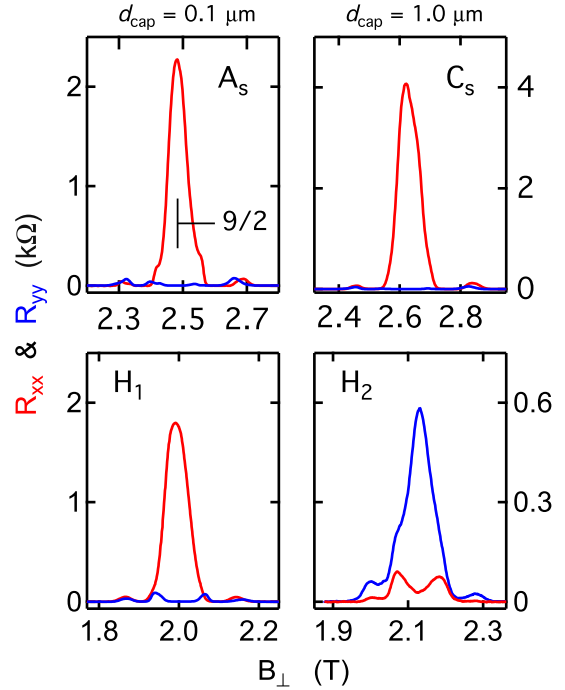 d_cap = 0.1 μm
d_cap = 1.0 μm
R_xx & R_yy (kΩ)
A_s
2
1
0
9/2
2.3 2.5 2.7
C_s
4
2
0
2.4 2.6 2.8
H_1
2
1
0
1.8 2.0 2.2
H_2
0.6
0.3
0
1.9 2.1 2.3
B_⊥ (T)